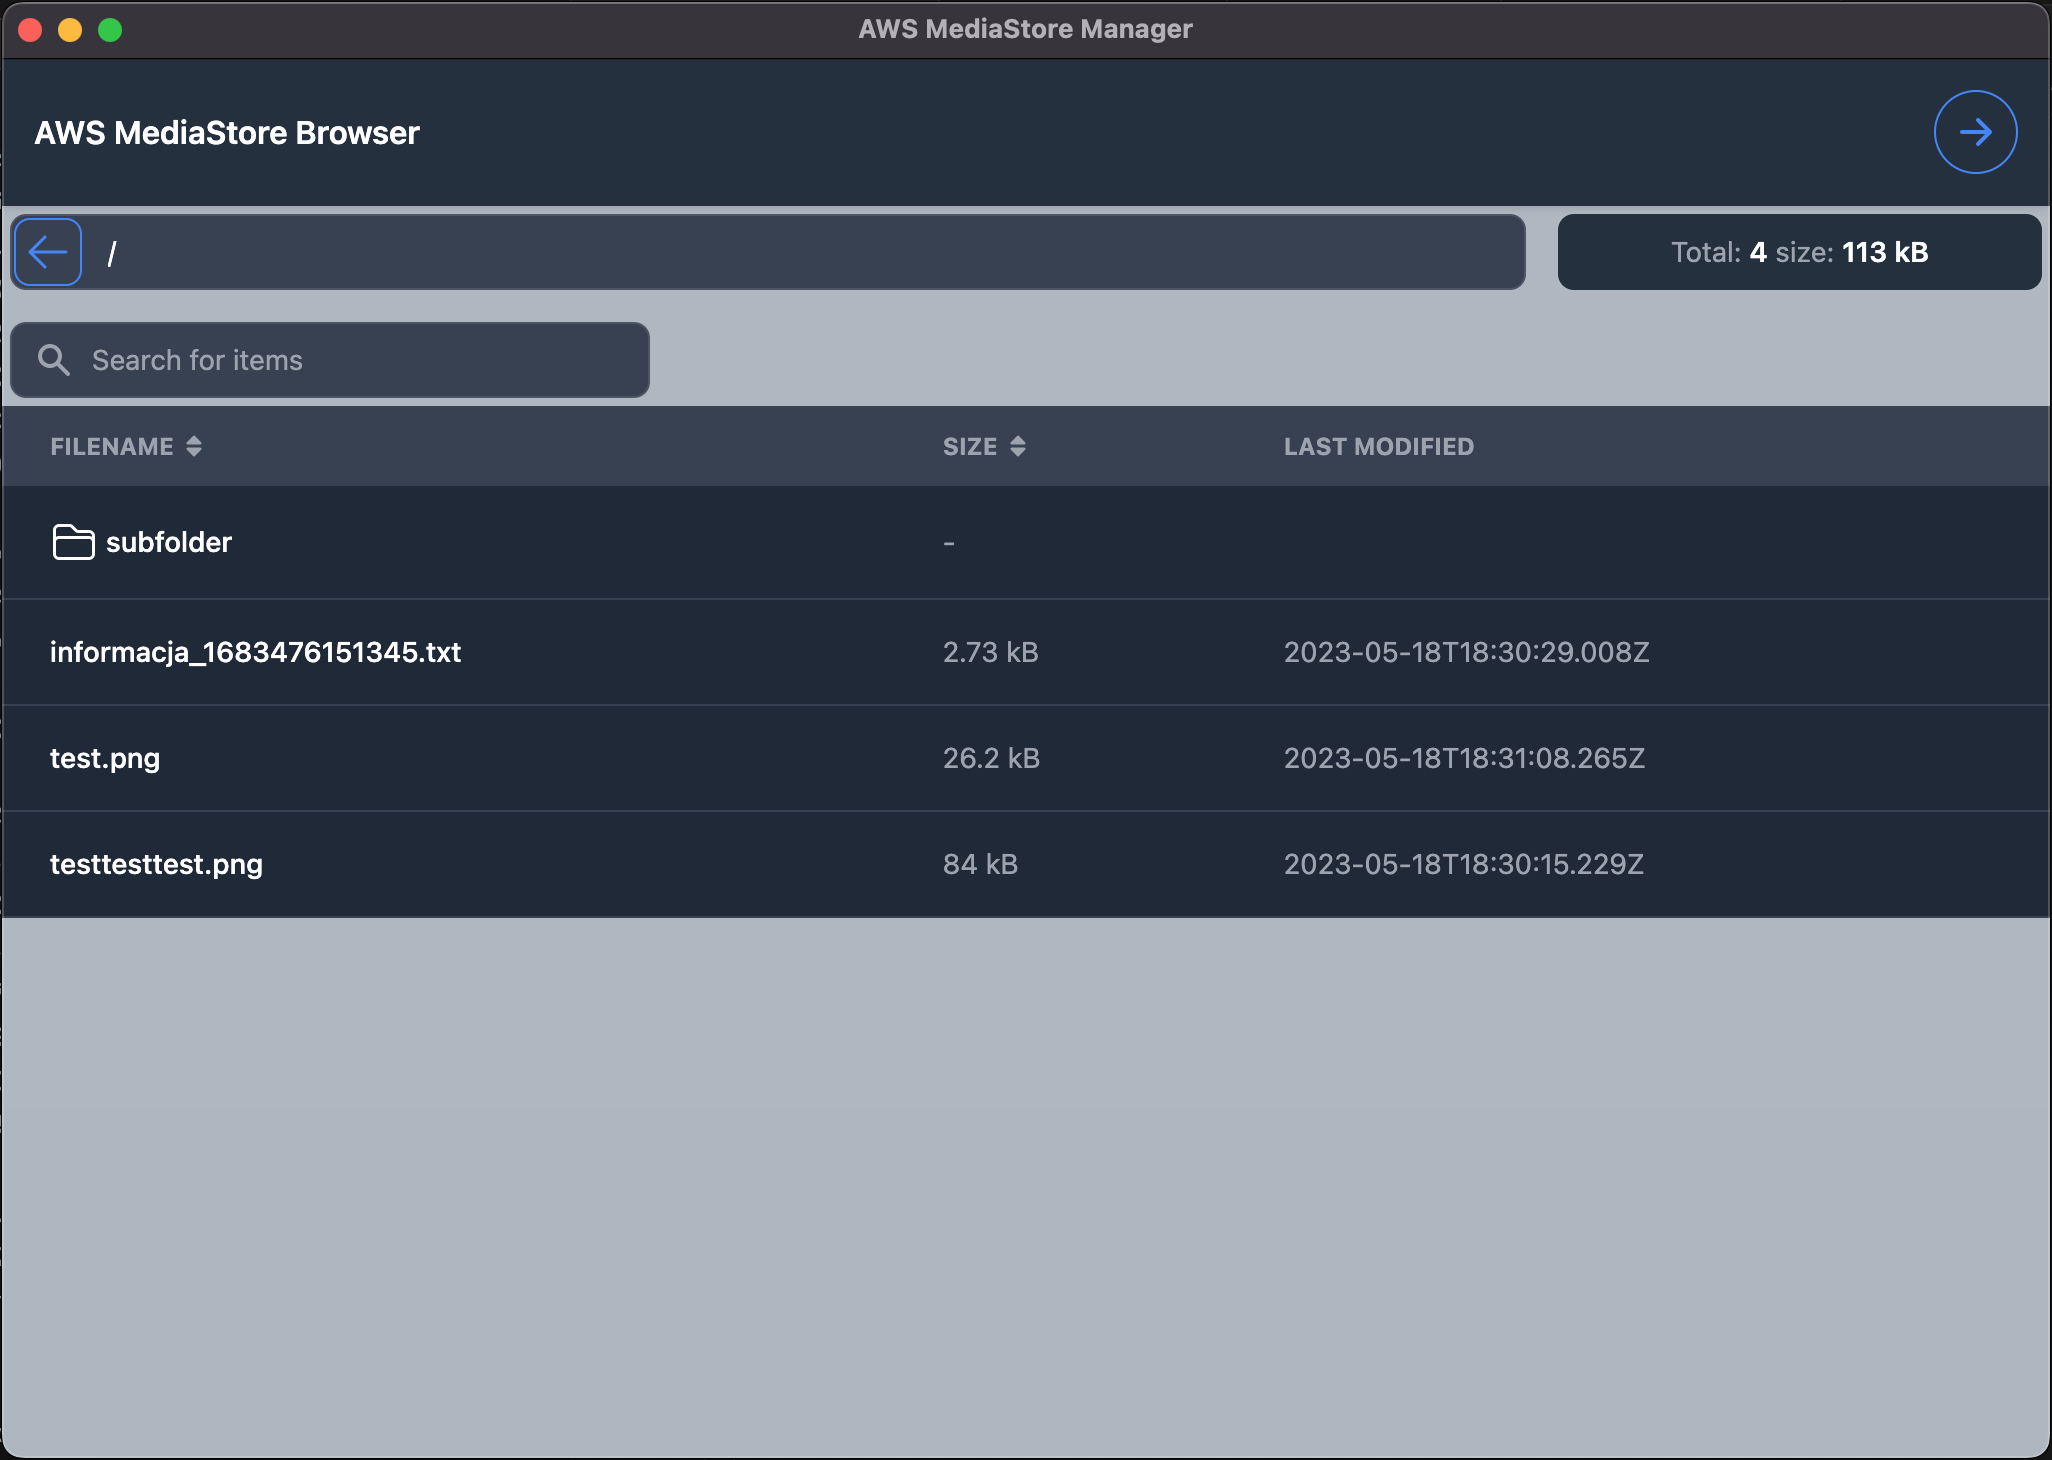 AWS MediaStore Manager
AWS MediaStore Browser
/
Total: 4 size: 113 kB
Search for items
FILENAME SIZE LAST MODIFIED
subfolder -
informacja_1683476151345.txt 2.73 kB 2023-05-18T18:30:29.008Z
test.png 26.2 kB 2023-05-18T18:31:08.265Z
testtesttest.png 84 kB 2023-05-18T18:30:15.229Z